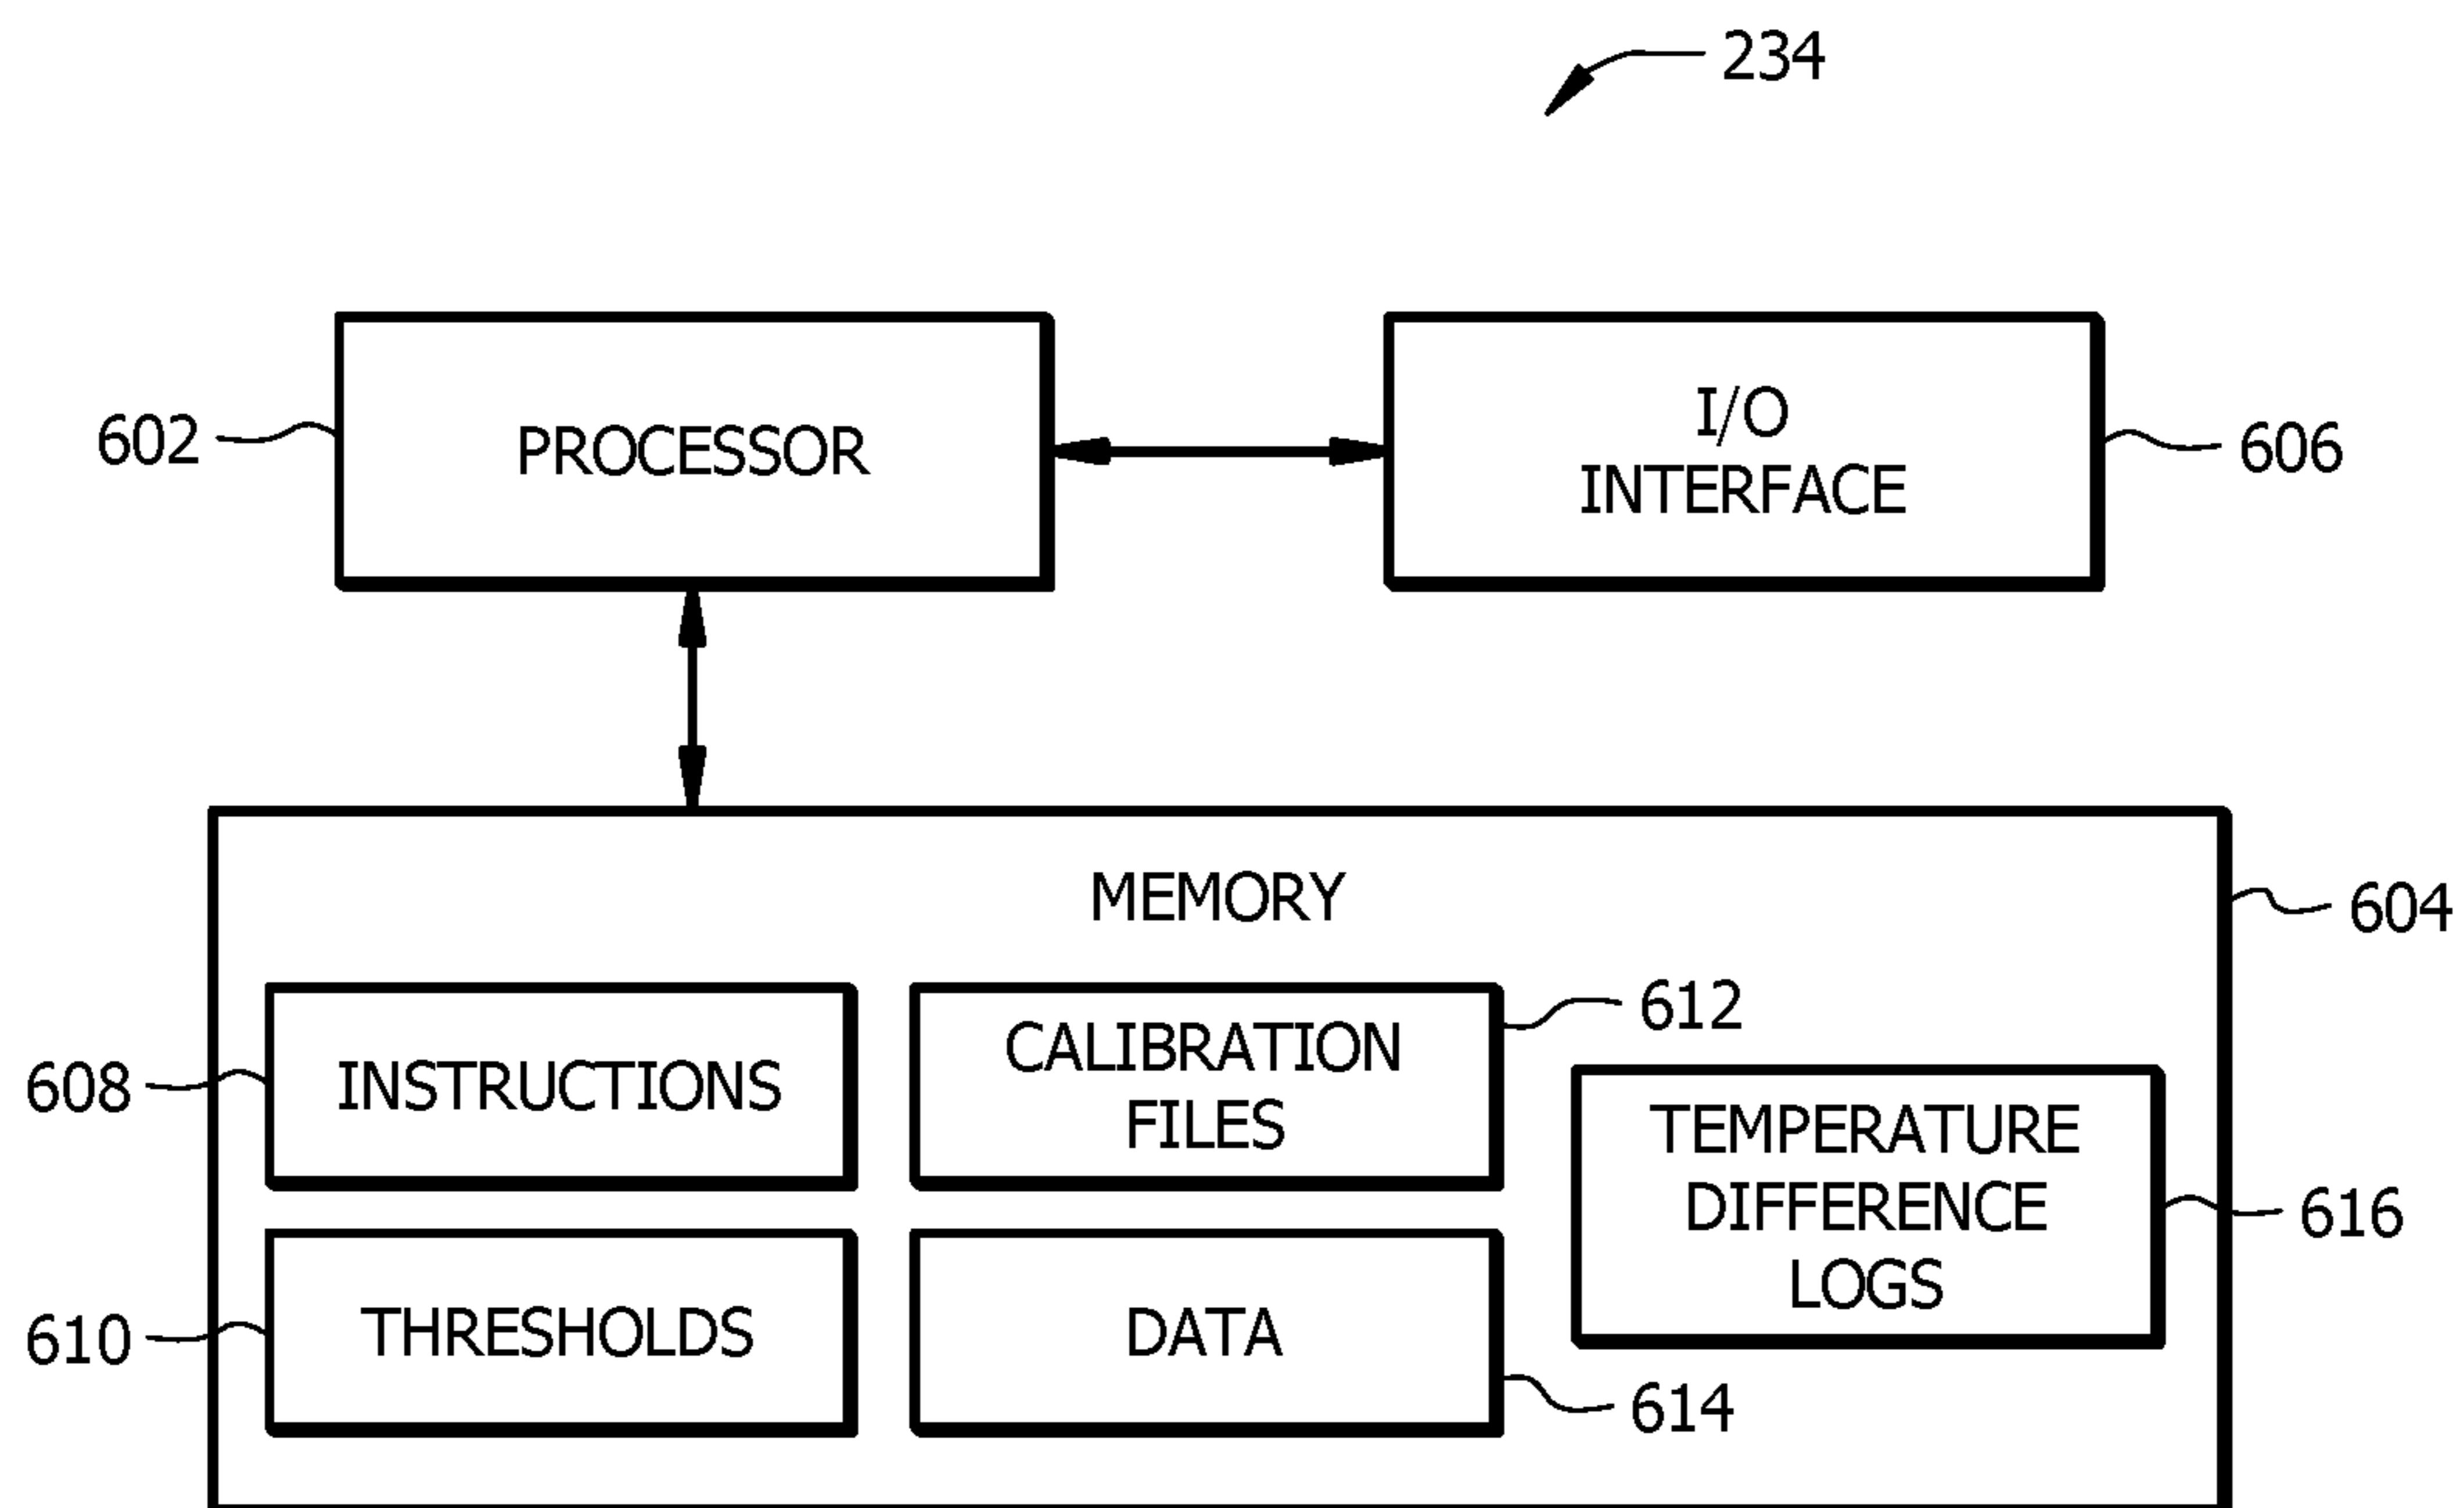 234
602
PROCESSOR
I/O
INTERFACE
606
MEMORY
604
608
INSTRUCTIONS
CALIBRATION
FILES
612
TEMPERATURE
DIFFERENCE
LOGS
616
610
THRESHOLDS
DATA
614